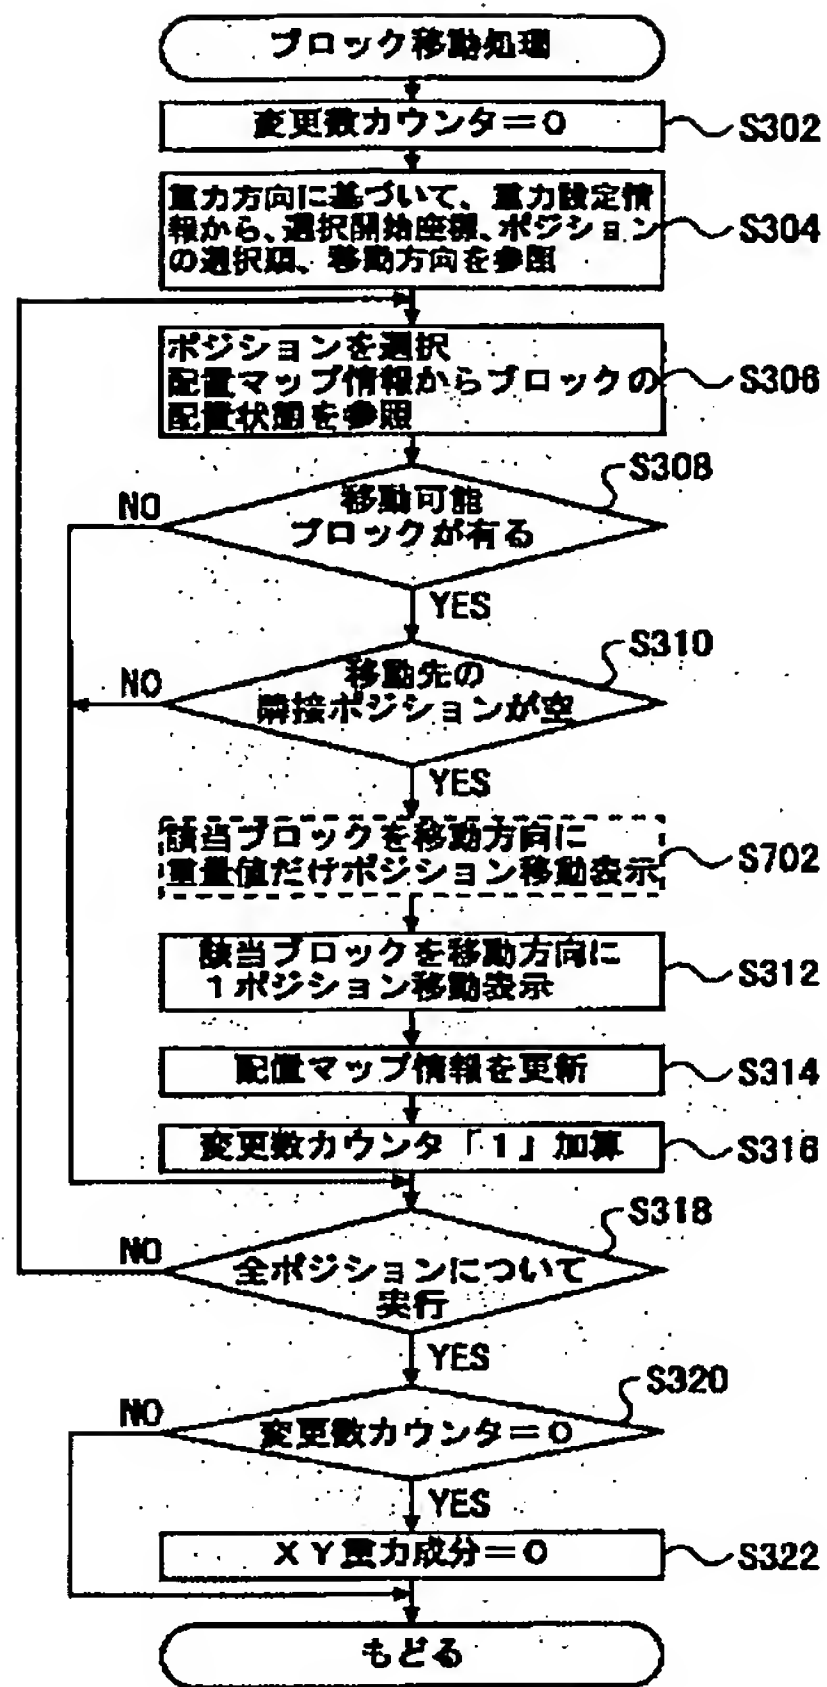 ブロック移動処理
変更数カウンタ＝０
S302
重力方向に基づいて、重力設定情
報から、選択開始座標、ポジション
の選択順、移動方向を参照
S304
ポジションを選択
配置マップ情報からブロックの
配置状態を参照
S306
移動可能
ブロックが有る
S308
NO
YES
移動先の
隣接ポジションが空
S310
NO
YES
該当ブロックを移動方向に
重量値だけポジション移動表示
S702
該当ブロックを移動方向に
１ポジション移動表示
S312
配置マップ情報を更新
S314
変更数カウンタ「１」加算
S316
全ポジションについて
実行
S318
NO
YES
変更数カウンタ＝０
S320
NO
YES
ＸＹ重力成分＝０
S322
もどる